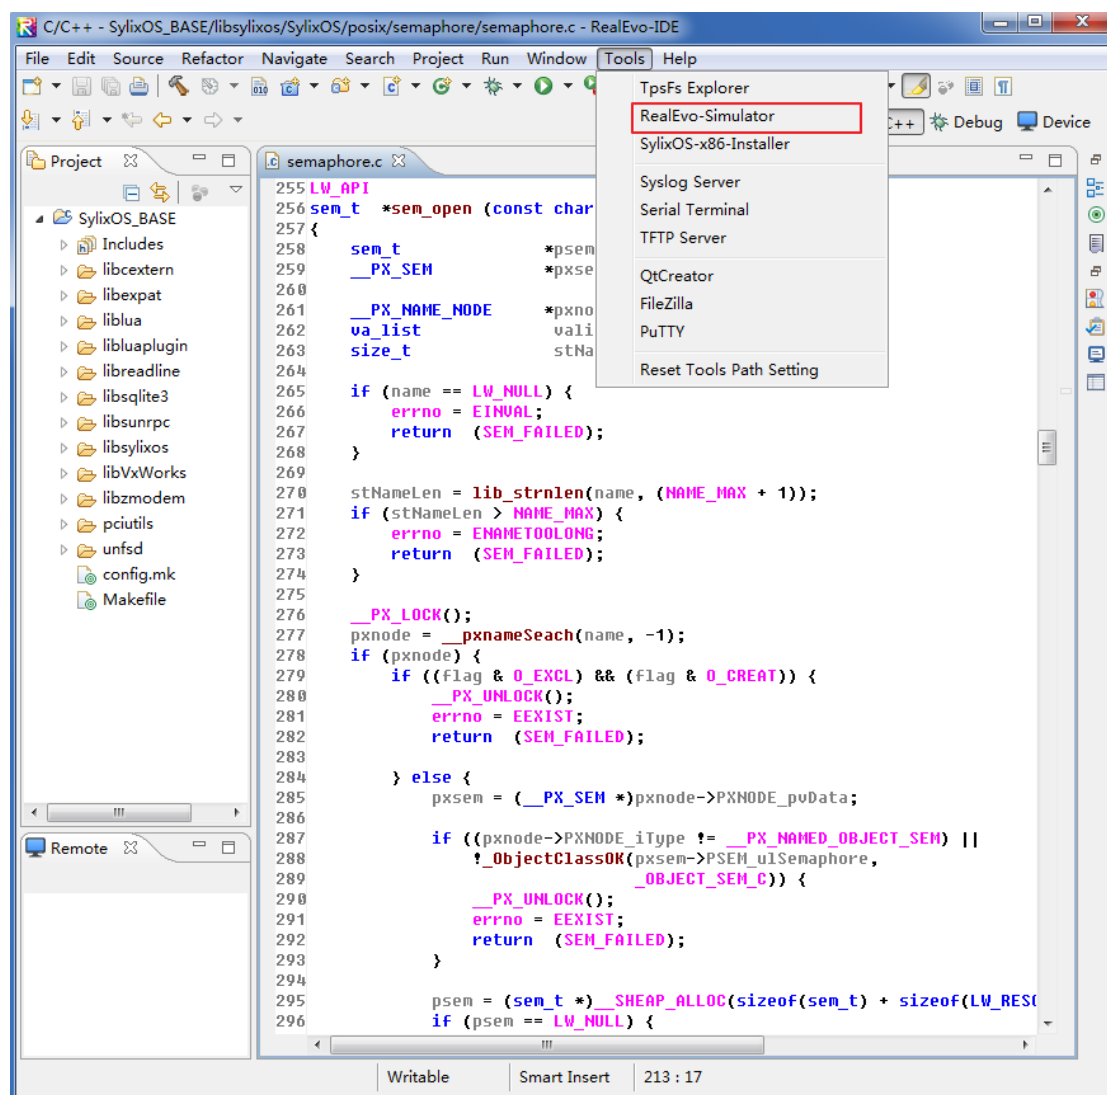 C/C++ - SylixOS_BASE/libsylixos/SylixOS/posix/semaphore/semaphore.c - RealEvo-IDE
File Edit Source Refactor Navigate Search Project Run Window Tools Help
TpsFs Explorer
RealEvo-Simulator
SylixOS-x86-Installer
Syslog Server
Serial Terminal
TFTP Server
QtCreator
FileZilla
PuTTY
Reset Tools Path Setting
C++ Debug Device
Project
SylixOS_BASE
Includes
libcextern
libexpat
liblua
libluaplugin
libreadline
libsqlite3
libsunrpc
libsylixos
libVxWorks
libzmodem
pciutils
unfsd
config.mk
Makefile
Remote
semaphore.c
255 LW_API
256 sem_t *sem_open (const char
257 {
258 sem_t *psem
259 __PX_SEM *pxse
260
261 __PX_NAME_NODE *pxno
262 va_list vali
263 size_t stNa
264
265 if (name == LW_NULL) {
266 errno = EINVAL;
267 return (SEM_FAILED);
268 }
269
270 stNameLen = lib_strnlen(name, (NAME_MAX + 1));
271 if (stNameLen > NAME_MAX) {
272 errno = ENAMETOOLONG;
273 return (SEM_FAILED);
274 }
275
276 __PX_LOCK();
277 pxnode = __pxnameSeach(name, -1);
278 if (pxnode) {
279 if ((flag & O_EXCL) && (flag & O_CREAT)) {
280 __PX_UNLOCK();
281 errno = EEXIST;
282 return (SEM_FAILED);
283
284 } else {
285 pxsem = (__PX_SEM *)pxnode->PXNODE_pvData;
286
287 if ((pxnode->PXNODE_iType != __PX_NAMED_OBJECT_SEM) ||
288 !_ObjectClassOK(pxsem->PSEM_ulSemaphore,
289 _OBJECT_SEM_C)) {
290 __PX_UNLOCK();
291 errno = EEXIST;
292 return (SEM_FAILED);
293 }
294
295 psem = (sem_t *)__SHEAP_ALLOC(sizeof(sem_t) + sizeof(LW_RESO
296 if (psem == LW_NULL) {
Writable Smart Insert 213 : 17